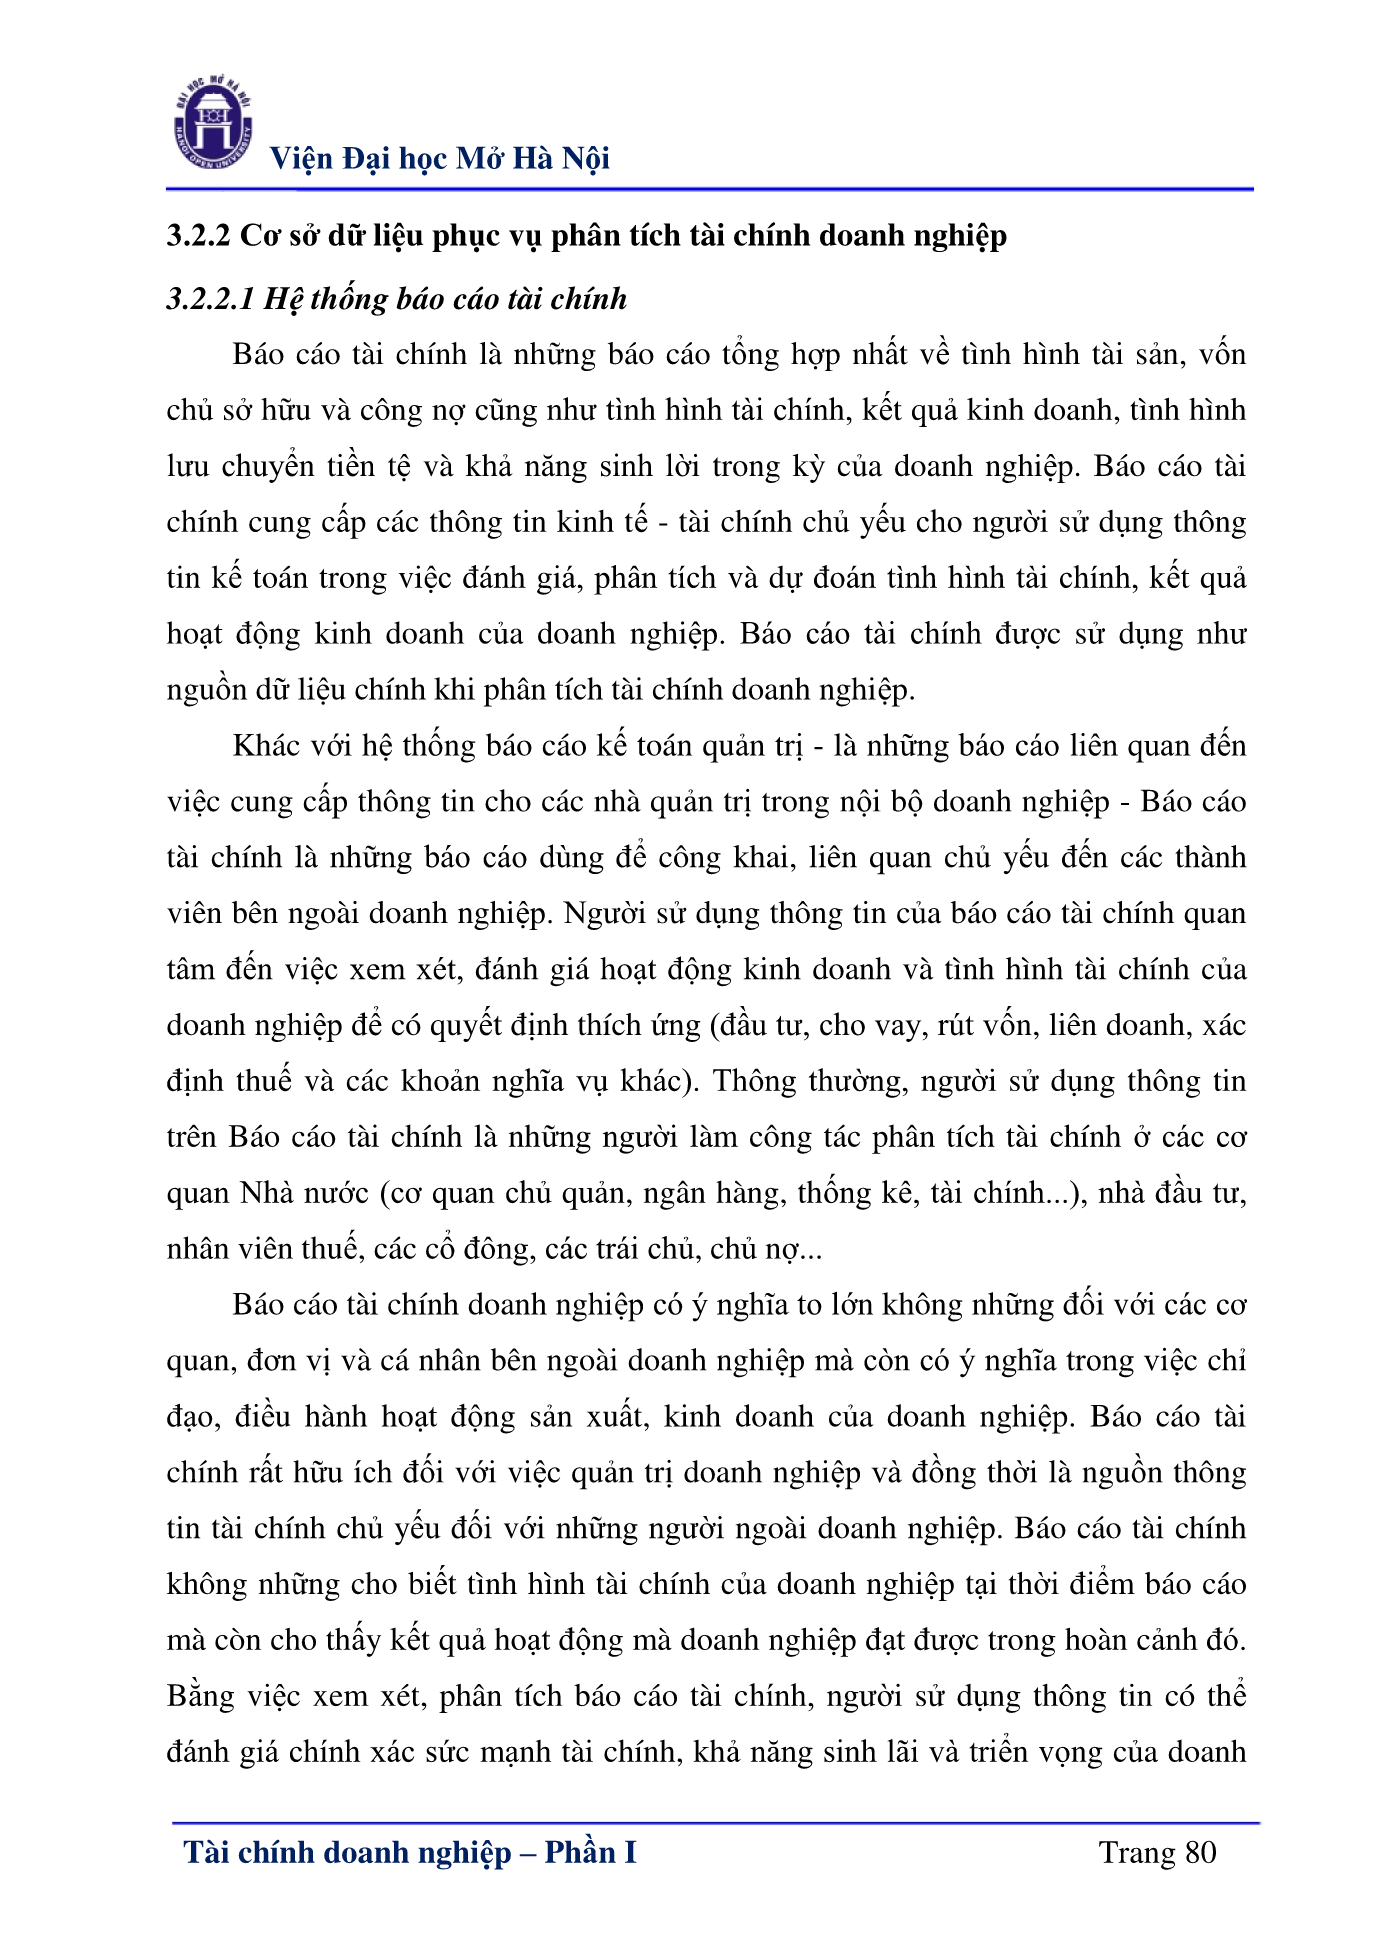 ĐẠI HỌC MỞ HÀ NỘI
HANOI OPEN UNIVERSITY
Viện Đại học Mở Hà Nội
3.2.2 Cơ sở dữ liệu phục vụ phân tích tài chính doanh nghiệp
3.2.2.1 Hệ thống báo cáo tài chính
Báo cáo tài chính là những báo cáo tổng hợp nhất về tình hình tài sản, vốn
chủ sở hữu và công nợ cũng như tình hình tài chính, kết quả kinh doanh, tình hình
lưu chuyển tiền tệ và khả năng sinh lời trong kỳ của doanh nghiệp. Báo cáo tài
chính cung cấp các thông tin kinh tế - tài chính chủ yếu cho người sử dụng thông
tin kế toán trong việc đánh giá, phân tích và dự đoán tình hình tài chính, kết quả
hoạt động kinh doanh của doanh nghiệp. Báo cáo tài chính được sử dụng như
nguồn dữ liệu chính khi phân tích tài chính doanh nghiệp.
Khác với hệ thống báo cáo kế toán quản trị - là những báo cáo liên quan đến
việc cung cấp thông tin cho các nhà quản trị trong nội bộ doanh nghiệp - Báo cáo
tài chính là những báo cáo dùng để công khai, liên quan chủ yếu đến các thành
viên bên ngoài doanh nghiệp. Người sử dụng thông tin của báo cáo tài chính quan
tâm đến việc xem xét, đánh giá hoạt động kinh doanh và tình hình tài chính của
doanh nghiệp để có quyết định thích ứng (đầu tư, cho vay, rút vốn, liên doanh, xác
định thuế và các khoản nghĩa vụ khác). Thông thường, người sử dụng thông tin
trên Báo cáo tài chính là những người làm công tác phân tích tài chính ở các cơ
quan Nhà nước (cơ quan chủ quản, ngân hàng, thống kê, tài chính...), nhà đầu tư,
nhân viên thuế, các cổ đông, các trái chủ, chủ nợ...
Báo cáo tài chính doanh nghiệp có ý nghĩa to lớn không những đối với các cơ
quan, đơn vị và cá nhân bên ngoài doanh nghiệp mà còn có ý nghĩa trong việc chỉ
đạo, điều hành hoạt động sản xuất, kinh doanh của doanh nghiệp. Báo cáo tài
chính rất hữu ích đối với việc quản trị doanh nghiệp và đồng thời là nguồn thông
tin tài chính chủ yếu đối với những người ngoài doanh nghiệp. Báo cáo tài chính
không những cho biết tình hình tài chính của doanh nghiệp tại thời điểm báo cáo
mà còn cho thấy kết quả hoạt động mà doanh nghiệp đạt được trong hoàn cảnh đó.
Bằng việc xem xét, phân tích báo cáo tài chính, người sử dụng thông tin có thể
đánh giá chính xác sức mạnh tài chính, khả năng sinh lãi và triển vọng của doanh
Tài chính doanh nghiệp – Phần I Trang 80